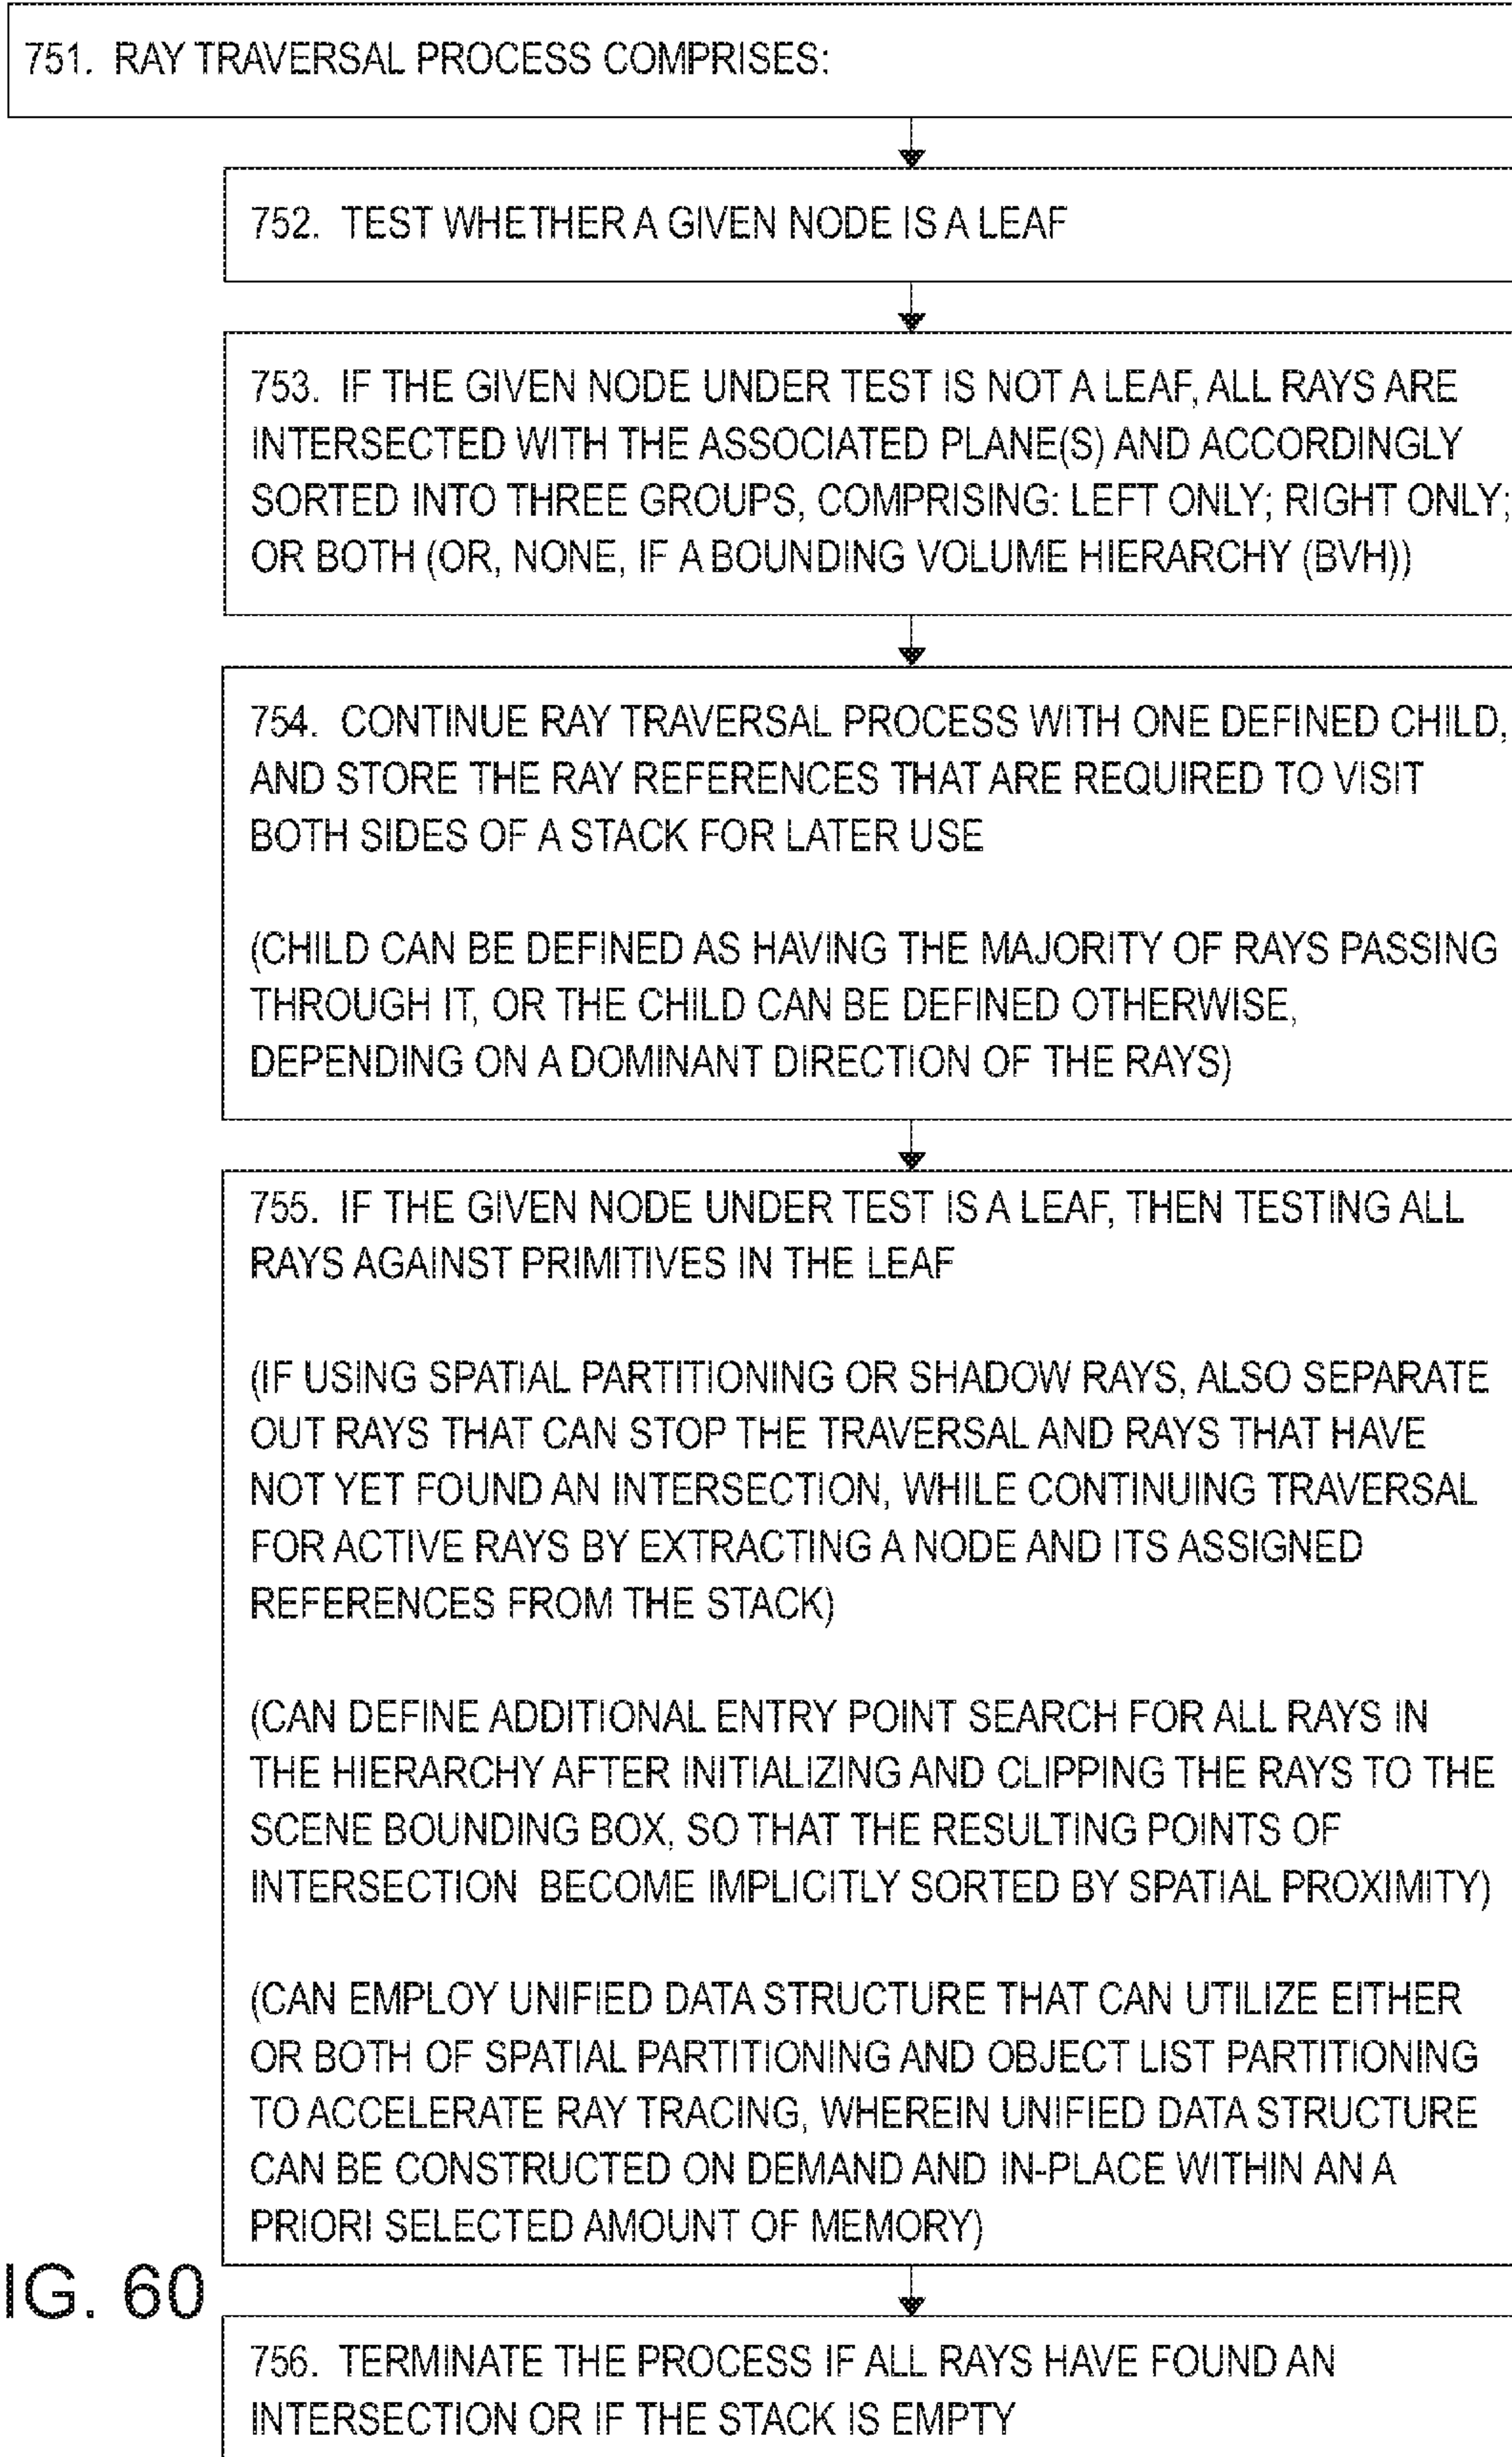 751. RAY TRAVERSAL PROCESS COMPRISES:
752. TEST WHETHER A GIVEN NODE IS A LEAF
753. IF THE GIVEN NODE UNDER TEST IS NOT A LEAF, ALL RAYS ARE
INTERSECTED WITH THE ASSOCIATED PLANE(S) AND ACCORDINGLY
SORTED INTO THREE GROUPS, COMPRISING: LEFT ONLY; RIGHT ONLY;
OR BOTH (OR, NONE, IF A BOUNDING VOLUME HIERARCHY (BVH))
754. CONTINUE RAY TRAVERSAL PROCESS WITH ONE DEFINED CHILD,
AND STORE THE RAY REFERENCES THAT ARE REQUIRED TO VISIT
BOTH SIDES OF A STACK FOR LATER USE
(CHILD CAN BE DEFINED AS HAVING THE MAJORITY OF RAYS PASSING
THROUGH IT, OR THE CHILD CAN BE DEFINED OTHERWISE,
DEPENDING ON A DOMINANT DIRECTION OF THE RAYS)
755. IF THE GIVEN NODE UNDER TEST IS A LEAF, THEN TESTING ALL
RAYS AGAINST PRIMITIVES IN THE LEAF
(IF USING SPATIAL PARTITIONING OR SHADOW RAYS, ALSO SEPARATE
OUT RAYS THAT CAN STOP THE TRAVERSAL AND RAYS THAT HAVE
NOT YET FOUND AN INTERSECTION, WHILE CONTINUING TRAVERSAL
FOR ACTIVE RAYS BY EXTRACTING A NODE AND ITS ASSIGNED
REFERENCES FROM THE STACK)
(CAN DEFINE ADDITIONAL ENTRY POINT SEARCH FOR ALL RAYS IN
THE HIERARCHY AFTER INITIALIZING AND CLIPPING THE RAYS TO THE
SCENE BOUNDING BOX, SO THAT THE RESULTING POINTS OF
INTERSECTION BECOME IMPLICITLY SORTED BY SPATIAL PROXIMITY)
(CAN EMPLOY UNIFIED DATA STRUCTURE THAT CAN UTILIZE EITHER
OR BOTH OF SPATIAL PARTITIONING AND OBJECT LIST PARTITIONING
TO ACCELERATE RAY TRACING, WHEREIN UNIFIED DATA STRUCTURE
CAN BE CONSTRUCTED ON DEMAND AND IN-PLACE WITHIN AN A
PRIORI SELECTED AMOUNT OF MEMORY)
IG. 60
756. TERMINATE THE PROCESS IF ALL RAYS HAVE FOUND AN
INTERSECTION OR IF THE STACK IS EMPTY